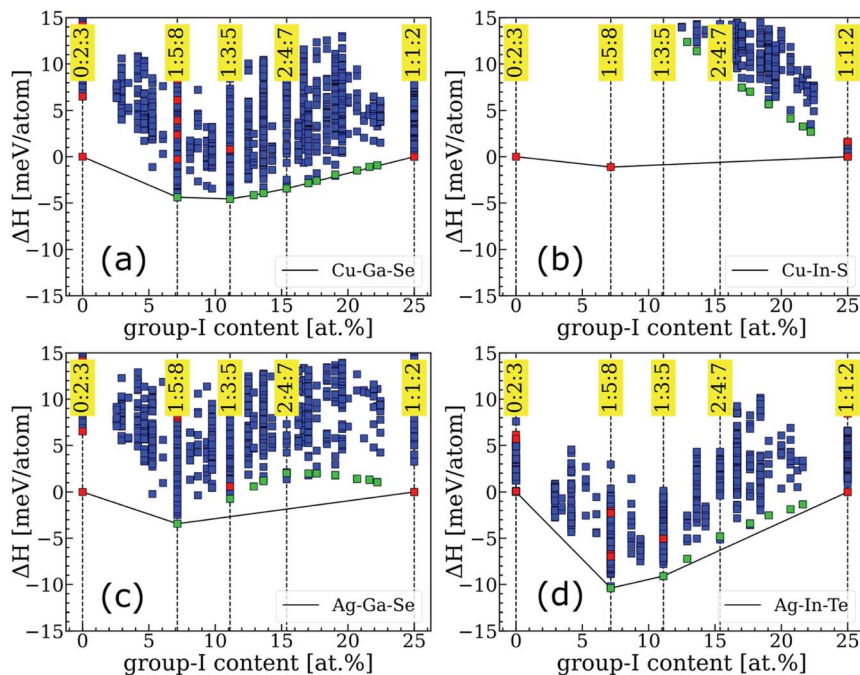 15
10
5
0
−5
−10
−15
ΔH [meV/atom]
0:2:3
1:5:8
1:3:5
2:4:7
1:1:2
(a)
Cu-Ga-Se
0 5 10 15 20 25
group-I content [at.%]
15
10
5
0
−5
−10
−15
ΔH [meV/atom]
0:2:3
1:5:8
1:3:5
2:4:7
1:1:2
(b)
Cu-In-S
0 5 10 15 20 25
group-I content [at.%]
15
10
5
0
−5
−10
−15
ΔH [meV/atom]
0:2:3
1:5:8
1:3:5
2:4:7
1:1:2
(c)
Ag-Ga-Se
0 5 10 15 20 25
group-I content [at.%]
15
10
5
0
−5
−10
−15
ΔH [meV/atom]
0:2:3
1:5:8
1:3:5
2:4:7
1:1:2
(d)
Ag-In-Te
0 5 10 15 20 25
group-I content [at.%]